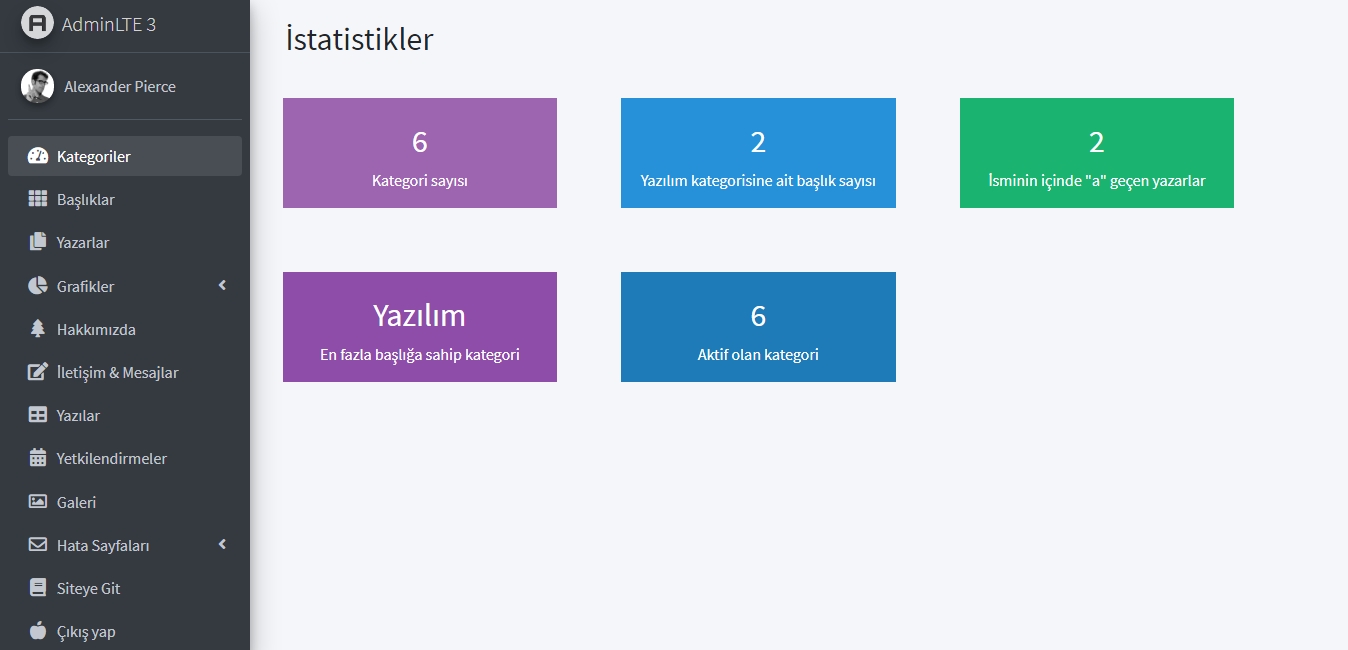 AdminLTE 3
Alexander Pierce
Kategoriler
Başlıklar
Yazarlar
Grafikler
Hakkımızda
İletişim & Mesajlar
Yazılar
Yetkilendirmeler
Galeri
Hata Sayfaları
Siteye Git
Çıkış yap
İstatistikler
6
Kategori sayısı
2
Yazılım kategorisine ait başlık sayısı
2
İsminin içinde "a" geçen yazarlar
Yazılım
En fazla başlığa sahip kategori
6
Aktif olan kategori